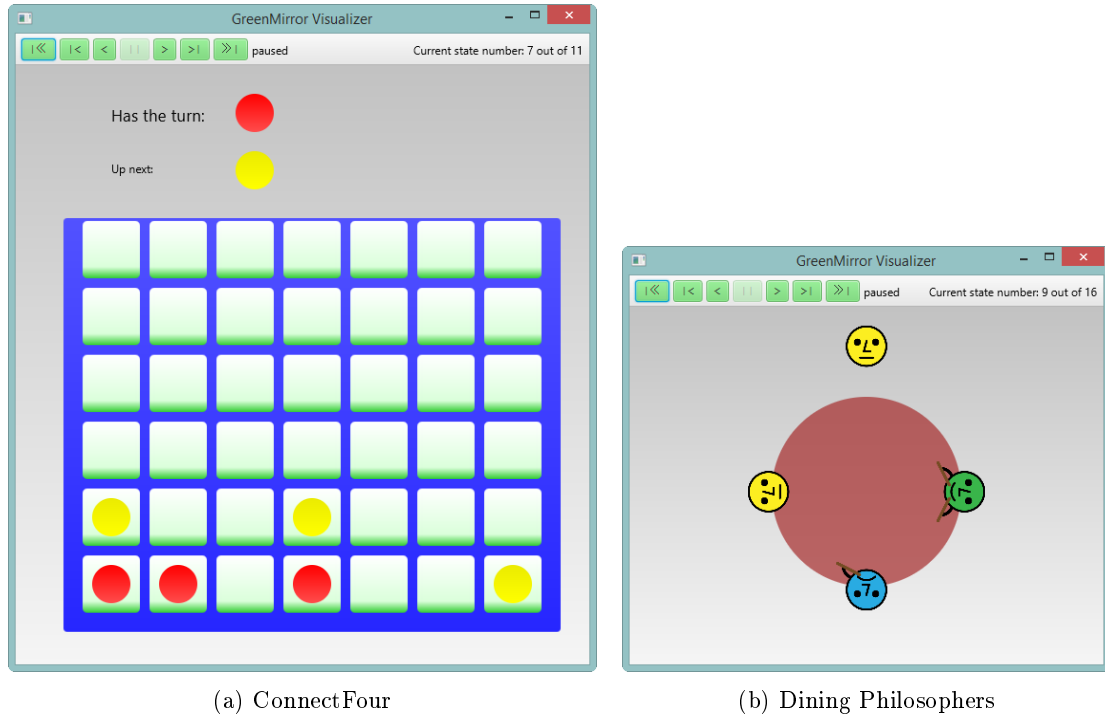 GreenMirror Visualizer
|≪ |< < || > >| ≫| paused Current state number: 7 out of 11
Has the turn:
Up next:
GreenMirror Visualizer
|≪ |< < || > >| ≫| paused Current state number: 9 out of 16
(a) ConnectFour
(b) Dining Philosophers